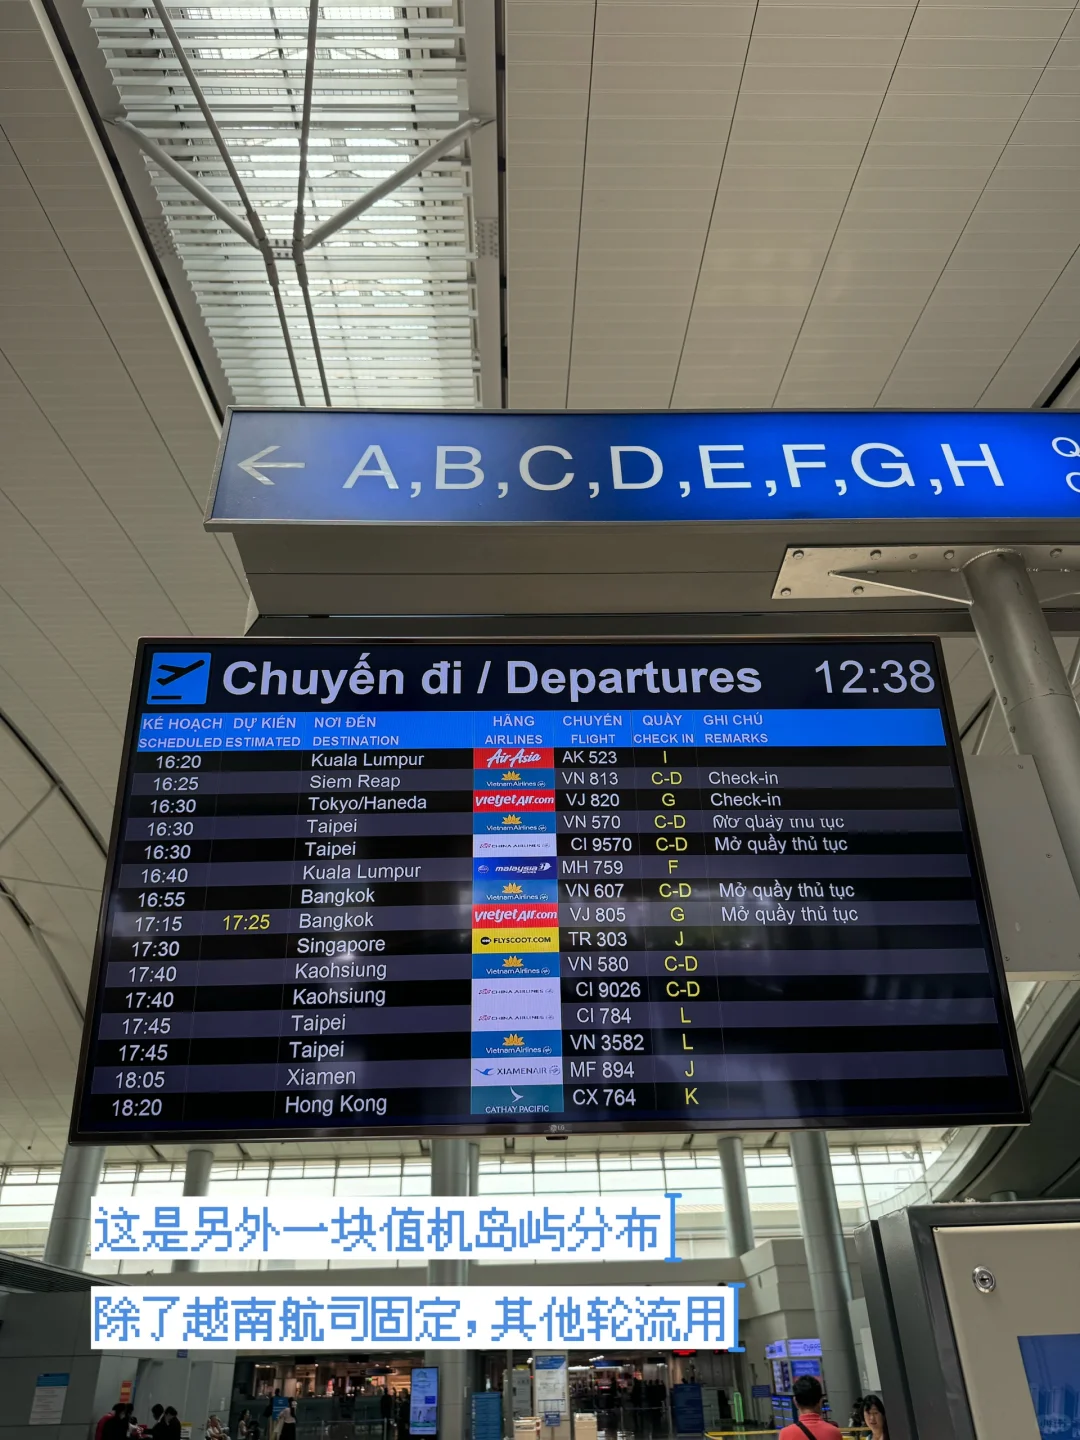 ← A,B,C,D,E,F,G,H
Chuyến đi / Departures 12:38
KẾ HOẠCH DỰ KIẾN NƠI ĐẾN HÃNG CHUYẾN QUẦY GHI CHÚ
SCHEDULED ESTIMATED DESTINATION AIRLINES FLIGHT CHECK IN REMARKS
16:20 Kuala Lumpur AirAsia AK 523 I
16:25 Siem Reap Vietnam Airlines VN 813 C-D Check-in
16:30 Tokyo/Haneda vietjetAir.com VJ 820 G Check-in
16:30 Taipei Vietnam Airlines VN 570 C-D
16:30 Taipei CHINA AIRLINES CI 9570 C-D Mở quầy thủ tục
16:40 Kuala Lumpur malaysia MH 759 F
16:55 Bangkok Vietnam Airlines VN 607 C-D Mở quầy thủ tục
17:15 17:25 Bangkok vietjetAir.com VJ 805 G Mở quầy thủ tục
17:30 Singapore FLYSCOOT.COM TR 303 J
17:40 Kaohsiung Vietnam Airlines VN 580 C-D
17:40 Kaohsiung CHINA AIRLINES CI 9026 C-D
17:45 Taipei CHINA AIRLINES CI 784 L
17:45 Taipei Vietnam Airlines VN 3582 L
18:05 Xiamen XIAMENAIR MF 894 J
18:20 Hong Kong CATHAY PACIFIC CX 764 K
LG
这是另外一块值机岛屿分布
除了越南航司固定，其他轮流用